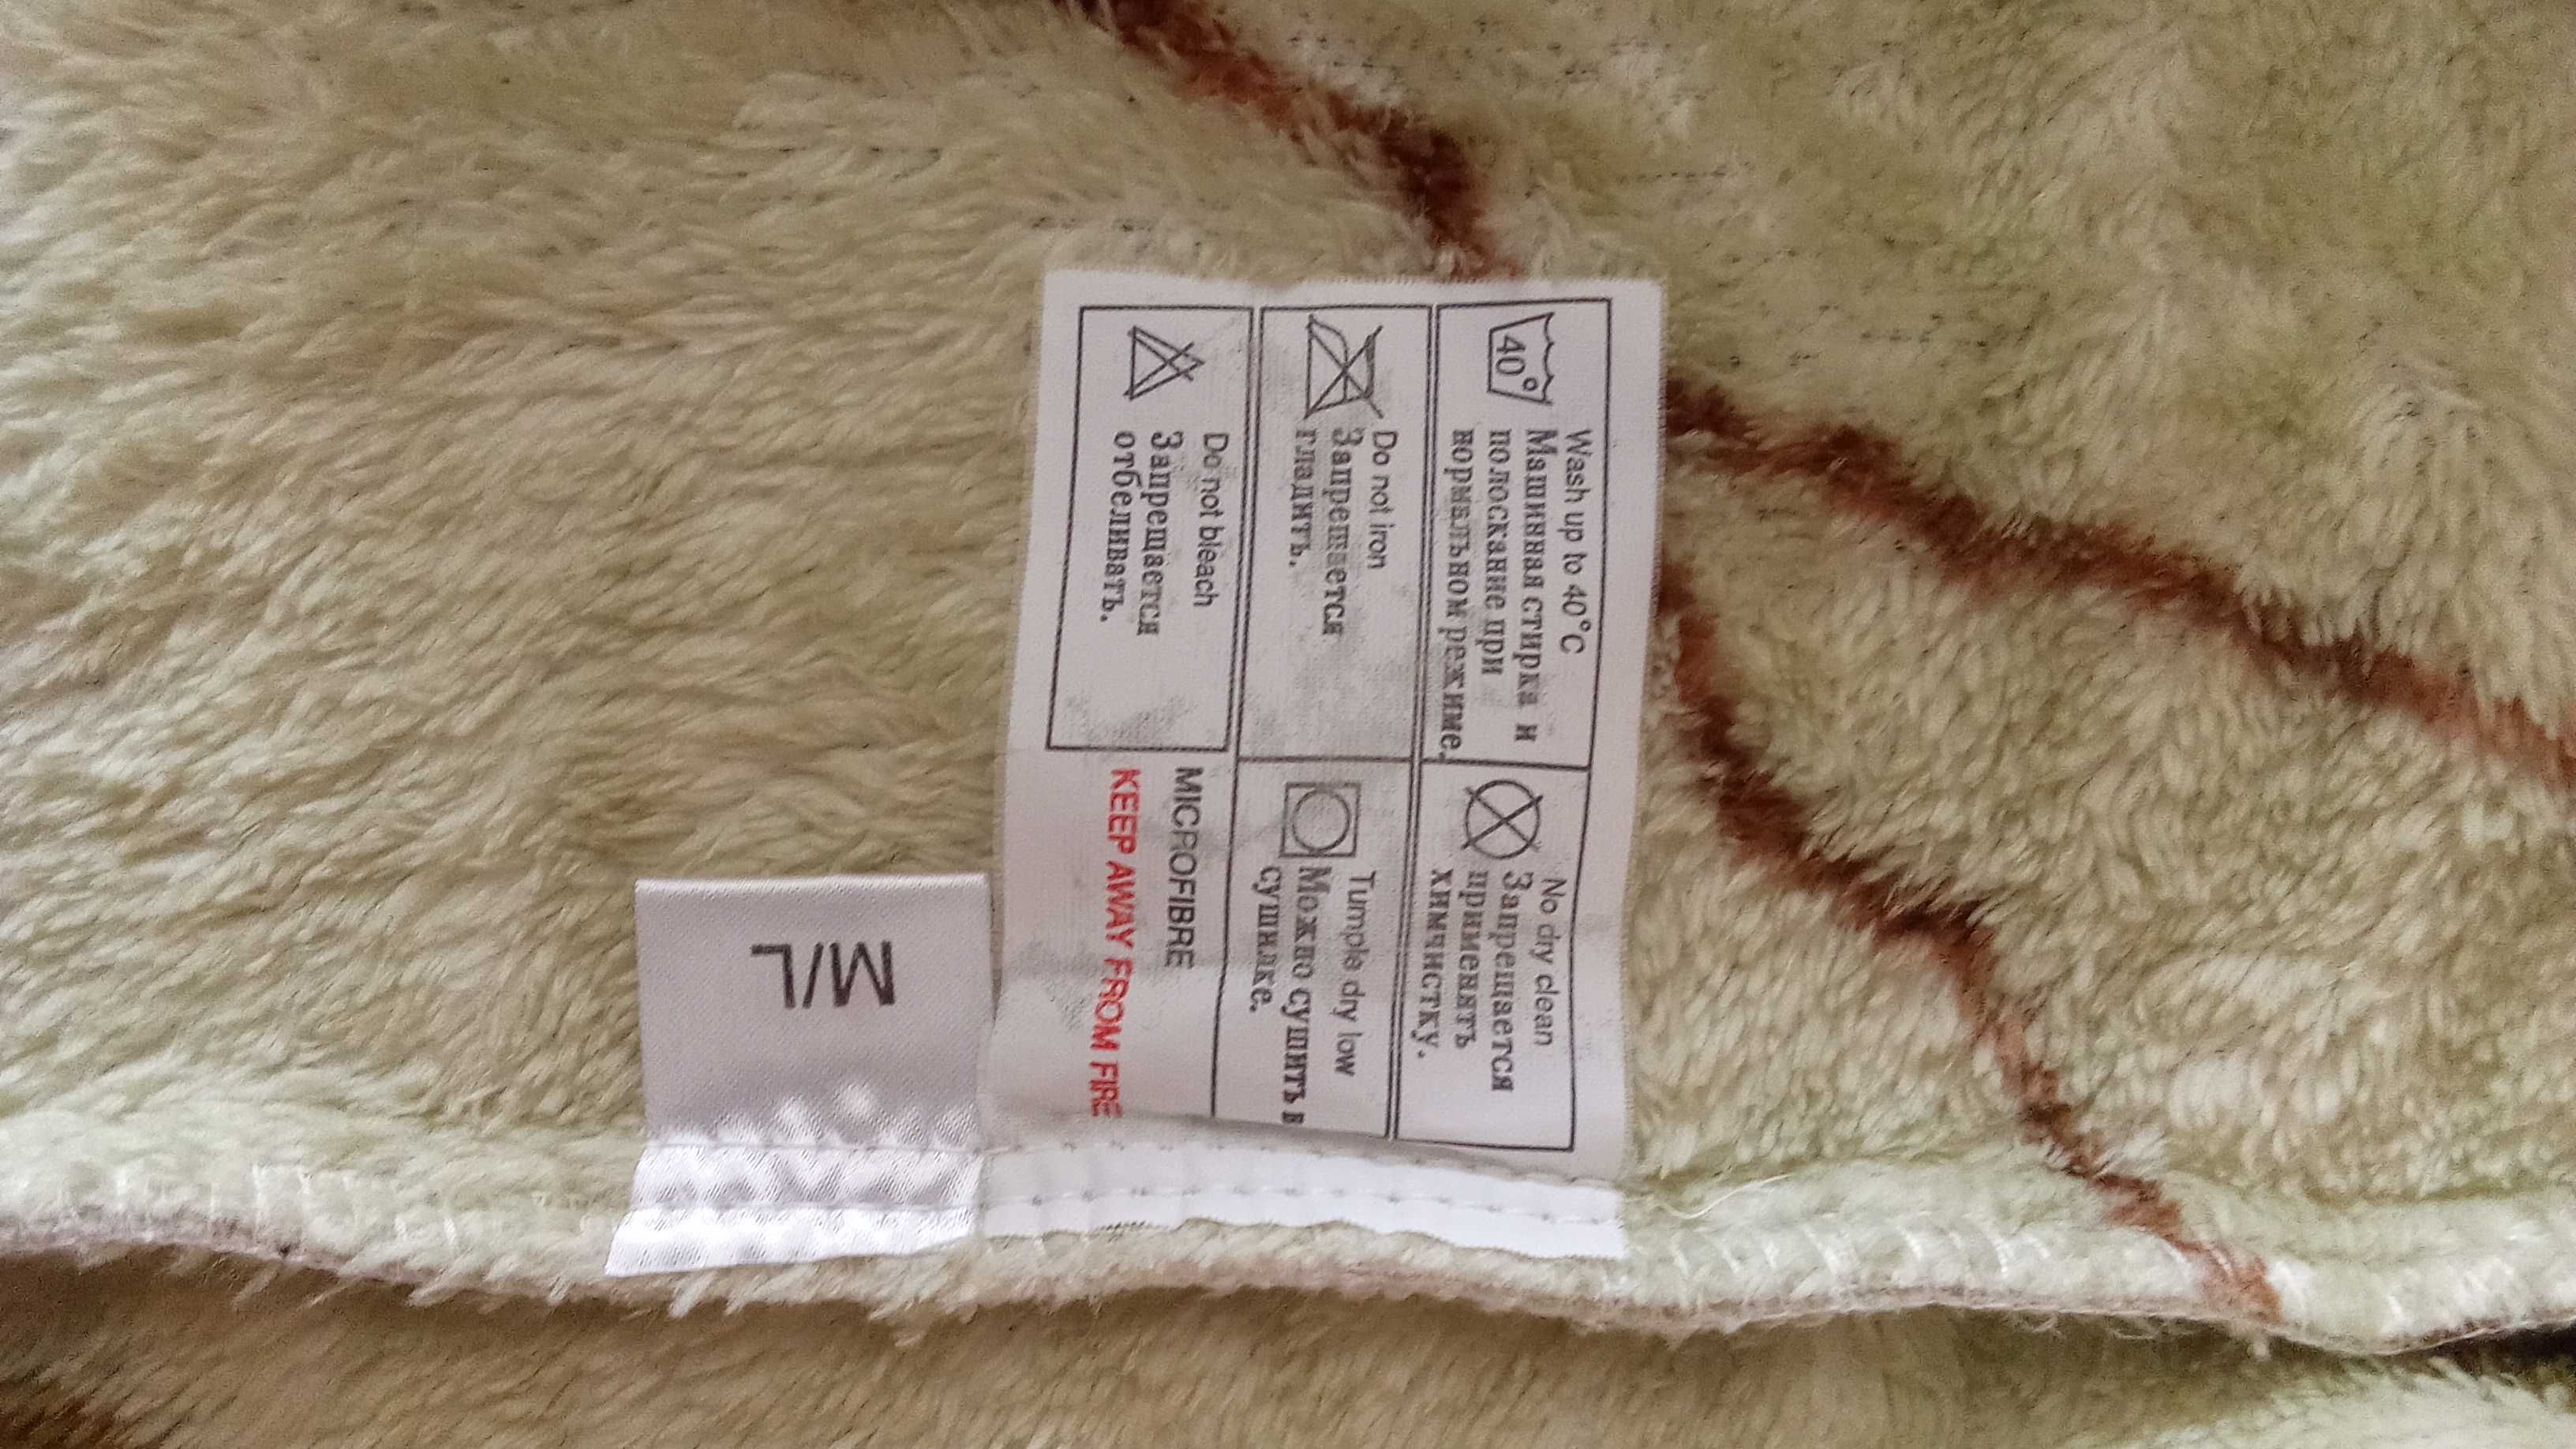 40°
Wash up to 40°C
Машинная стирка и
полоскание при
нормальном режиме.
No dry clean
Запрещается
применять
химчистку.
Do not iron
Запрещается
гладить.
Tumple dry low
Можно сушить в
сушилке.
Do not bleach
Запрещается
отбеливать.
MICROFIBRE
KEEP AWAY FROM FIRE
M/L